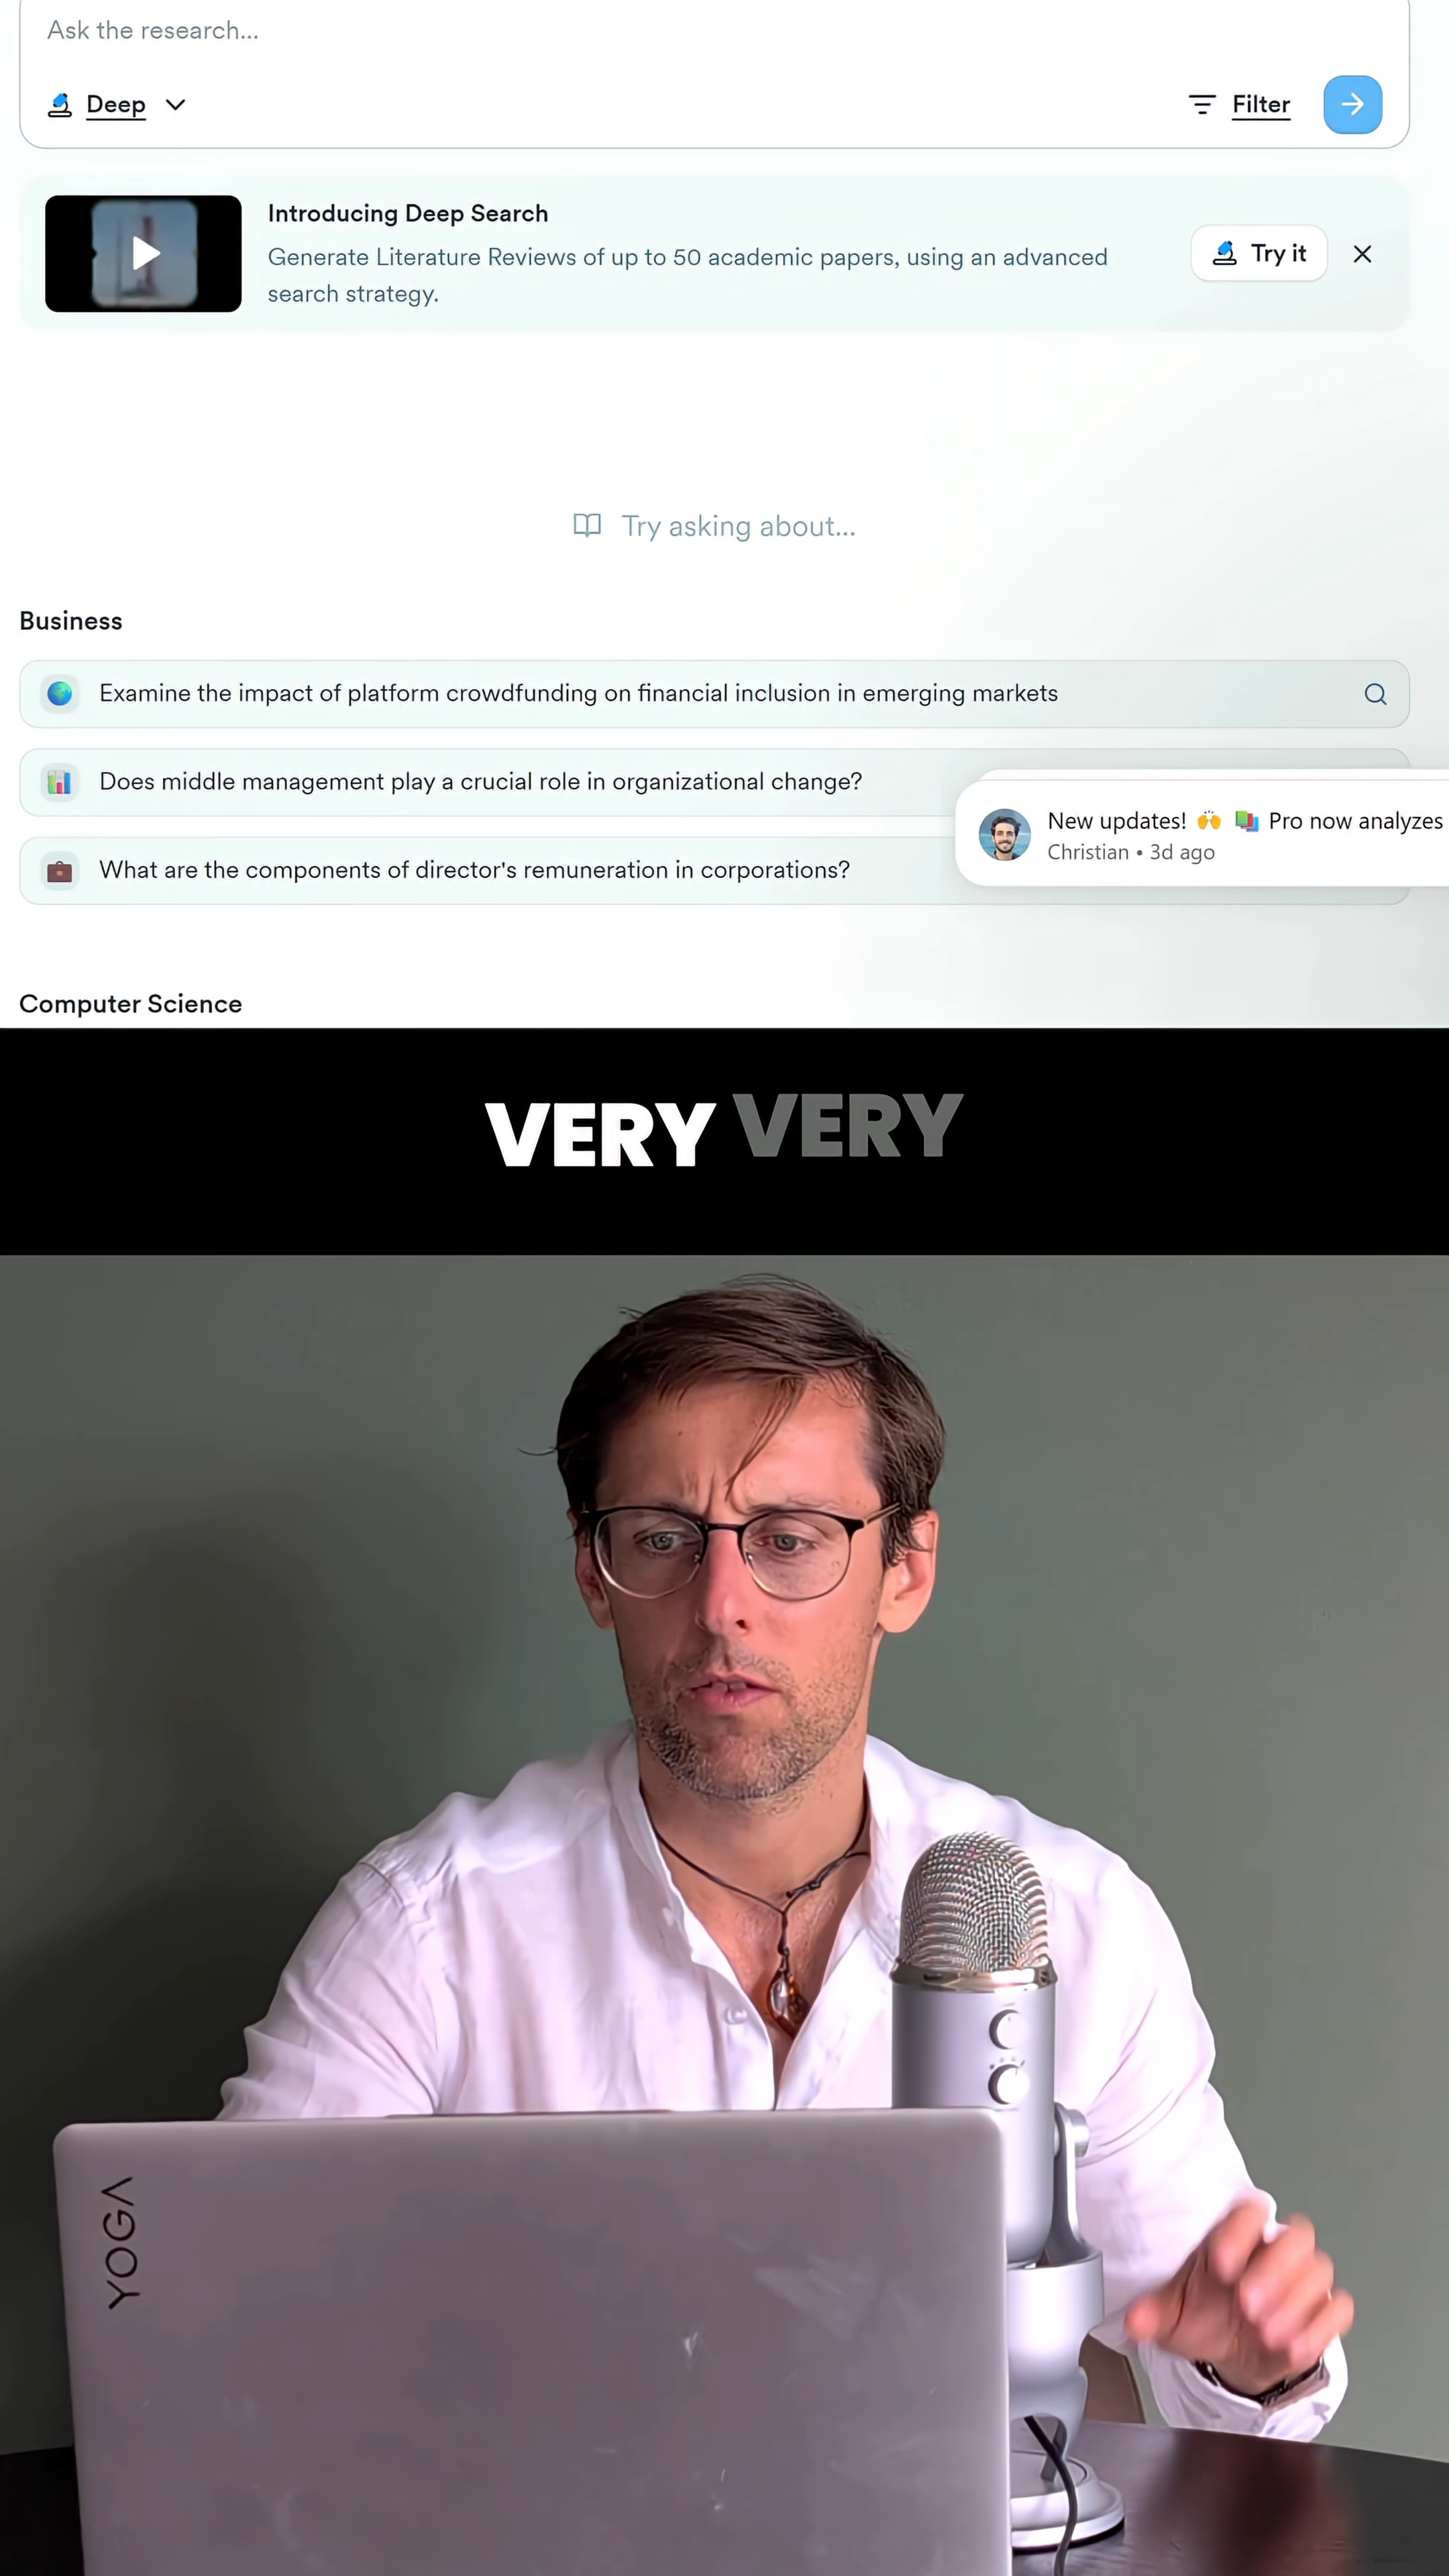 Ask the research...
Deep
Filter
Introducing Deep Search
Generate Literature Reviews of up to 50 academic papers, using an advanced
search strategy.
Try it
Try asking about...
Business
Examine the impact of platform crowdfunding on financial inclusion in emerging markets
Does middle management play a crucial role in organizational change?
New updates! 🙌 📚 Pro now analyzes
Christian • 3d ago
What are the components of director's remuneration in corporations?
Computer Science
VERY VERY
YOGA